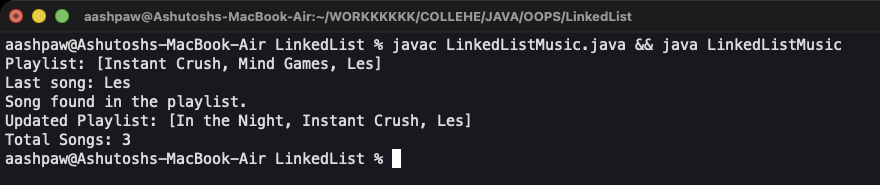 aashpaw@Ashutoshs-MacBook-Air:~/WORKKKKKK/COLLEHE/JAVA/OOPS/LinkedList
aashpaw@Ashutoshs-MacBook-Air LinkedList % javac LinkedListMusic.java && java LinkedListMusic
Playlist: [Instant Crush, Mind Games, Les]
Last song: Les
Song found in the playlist.
Updated Playlist: [In the Night, Instant Crush, Les]
Total Songs: 3
aashpaw@Ashutoshs-MacBook-Air LinkedList %